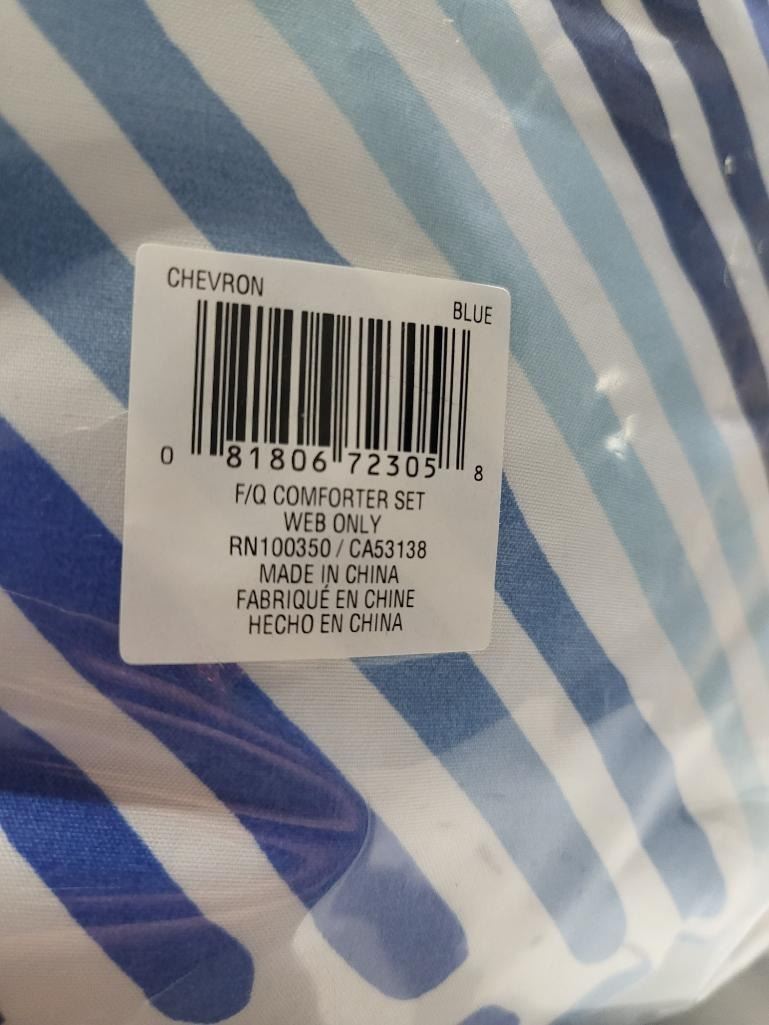 CHEVRON
BLUE
0 81806 72305 8
F/Q COMFORTER SET
WEB ONLY
RN100350 / CA53138
MADE IN CHINA
FABRIQUÉ EN CHINE
HECHO EN CHINA